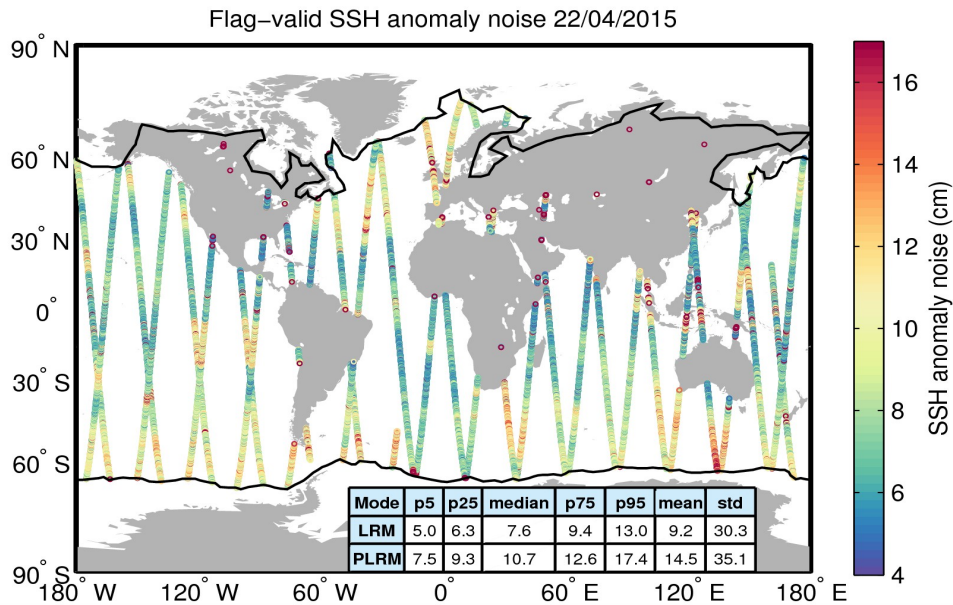 Flag−valid SSH anomaly noise 22/04/2015
90° N
60° N
30° N
0°
30° S
60° S
90° S
180° W
120° W
60° W
0°
60° E
120° E
180° E
Mode p5 p25 median p75 p95 mean std
LRM 5.0 6.3 7.6 9.4 13.0 9.2 30.3
PLRM 7.5 9.3 10.7 12.6 17.4 14.5 35.1
16
14
12
10
8
6
4
SSH anomaly noise (cm)